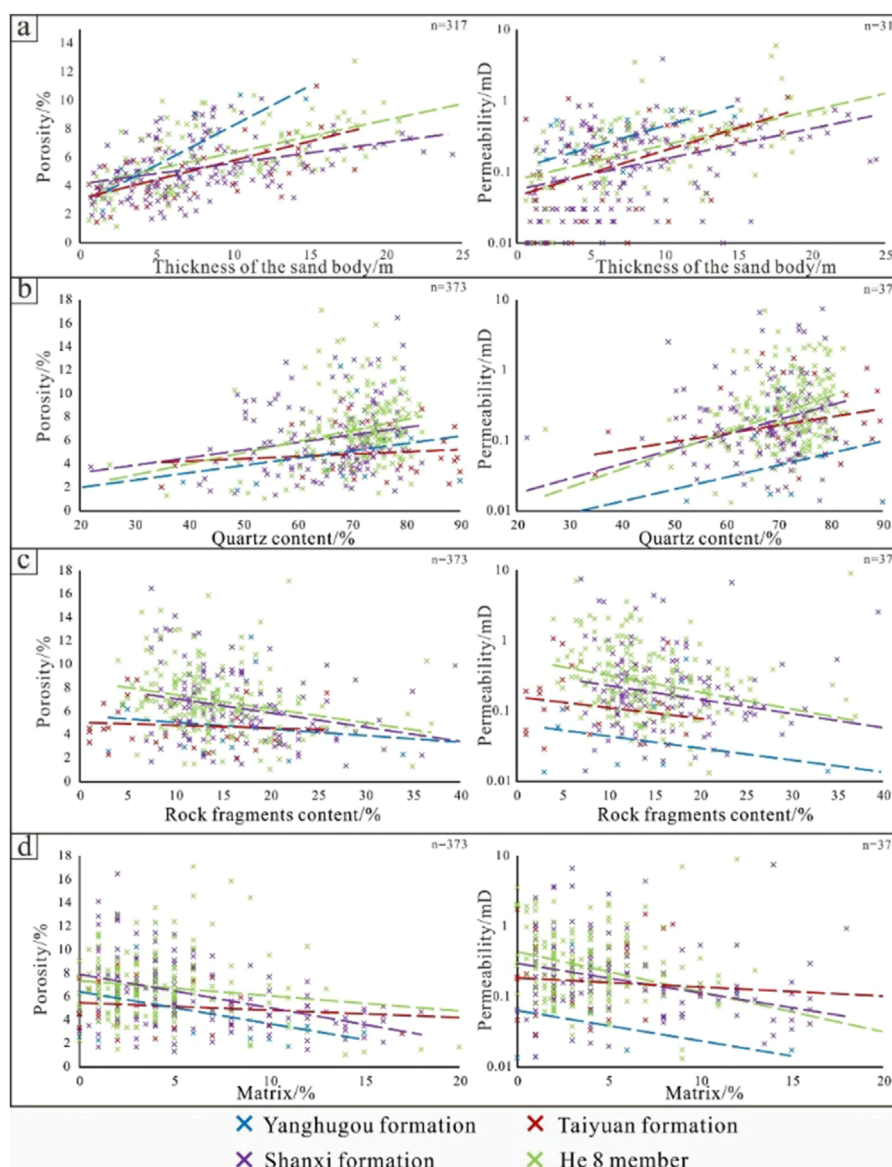 a
n=317
Porosity/%
14
12
10
8
6
4
2
0
0 5 10 15 20 25
Thickness of the sand body/m
n=31
Permeability/mD
10
1
0.1
0.01
0 5 10 15 20 25
Thickness of the sand body/m
b
n=373
Porosity/%
18
16
14
12
10
8
6
4
2
0
20 30 40 50 60 70 80 90
Quartz content/%
n=37
Permeability/mD
10
1
0.1
0.01
20 30 40 50 60 70 80 90
Quartz content/%
c
n=373
Porosity/%
18
16
14
12
10
8
6
4
2
0
0 5 10 15 20 25 30 35 40
Rock fragments content/%
n=37
Permeability/mD
10
1
0.1
0.01
0 5 10 15 20 25 30 35 40
Rock fragments content/%
d
n=373
Porosity/%
18
16
14
12
10
8
6
4
2
0
0 5 10 15 20
Matrix/%
n=37
Permeability/mD
10
1
0.1
0.01
0 5 10 15 20
Matrix/%
× Yanghugou formation × Taiyuan formation
× Shanxi formation × He 8 member